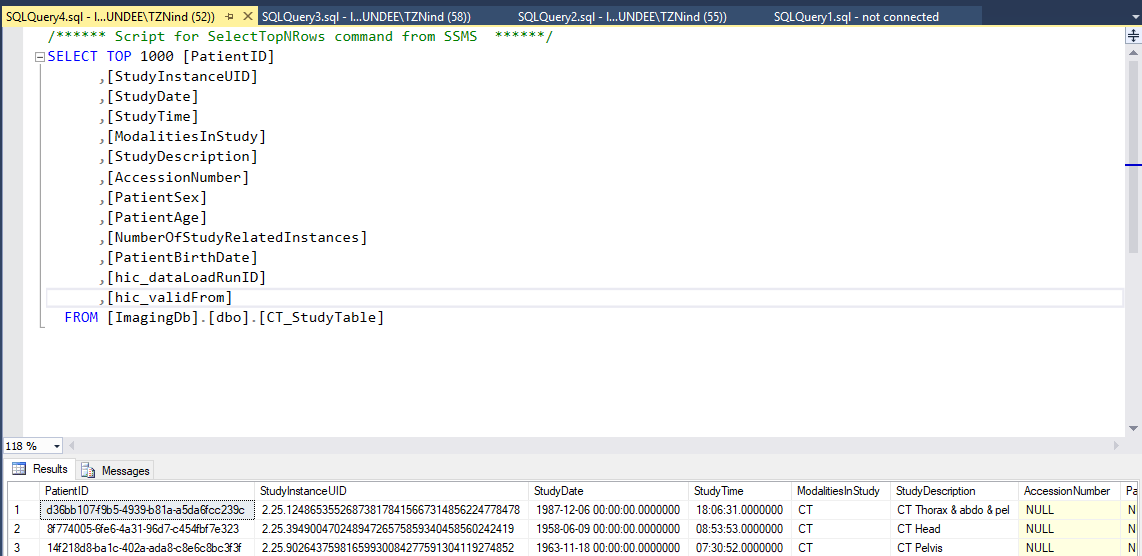 SQLQuery4.sql - l...UNDEE\TZNind (52)) SQLQuery3.sql - l...UNDEE\TZNind (58)) SQLQuery2.sql - l...UNDEE\TZNind (55)) SQLQuery1.sql - not connected
/****** Script for SelectTopNRows command from SSMS ******/
SELECT TOP 1000 [PatientID]
,[StudyInstanceUID]
,[StudyDate]
,[StudyTime]
,[ModalitiesInStudy]
,[StudyDescription]
,[AccessionNumber]
,[PatientSex]
,[PatientAge]
,[NumberOfStudyRelatedInstances]
,[PatientBirthDate]
,[hic_dataLoadRunID]
,[hic_validFrom]
FROM [ImagingDb].[dbo].[CT_StudyTable]
118 %
Results Messages
PatientID StudyInstanceUID StudyDate StudyTime ModalitiesInStudy StudyDescription AccessionNumber Pa
1 d36bb107-f9b5-4939-b81a-a5da6fcc239c 2.25.124865355268738178415667314856224778478 1987-12-06 00:00:00.0000000 18:06:31.0000000 CT CT Thorax & abdo & pel NULL N
2 8f774005-6fe6-4a31-96d7-c454fbf7e323 2.25.39490047024894726575859340458560242419 1958-06-09 00:00:00.0000000 08:53:53.0000000 CT CT Head NULL N
3 14f218d8-ba1c-402a-ada8-c8e6c8bc3f3f 2.25.90264375981659930084277591304119274852 1963-11-18 00:00:00.0000000 07:30:52.0000000 CT CT Pelvis NULL N